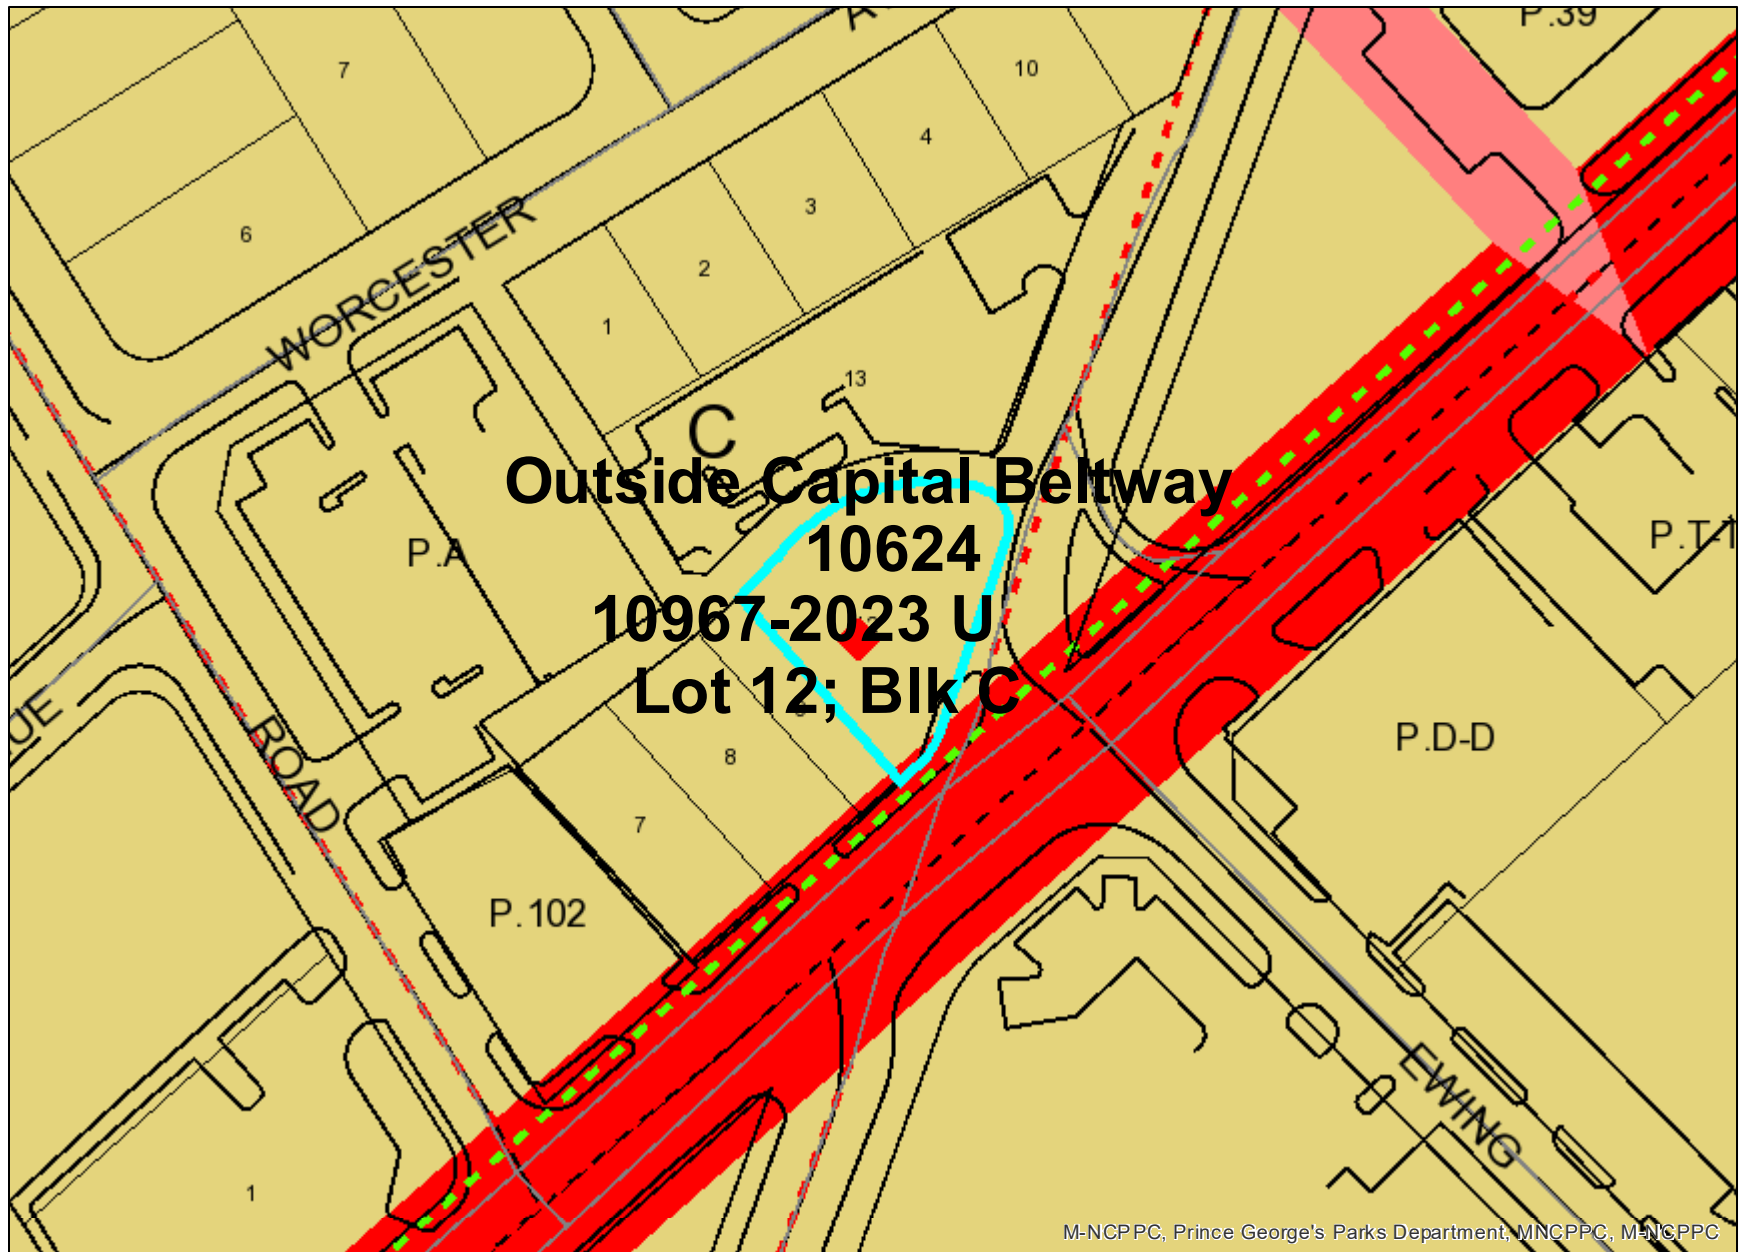 P.39
7
10
4
3
6
2
1
WORCESTER
13
C
Outside Capital Beltway
P.T-1
10624
P.A
10967-2023 U
Lot 12; Blk C
UE
P.D-D
8
ROAD
7
P.102
EWING
1
M-NCPPC, Prince George's Parks Department, MNCPPC, M-NCPPC